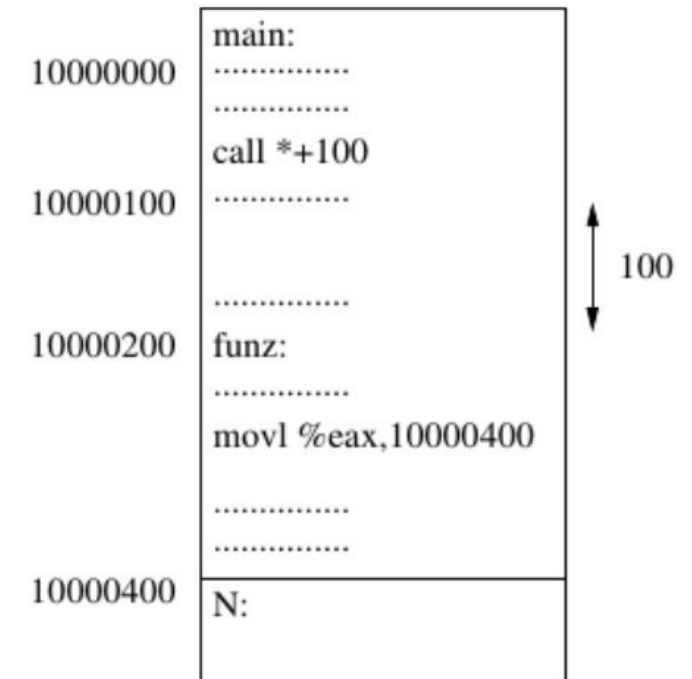 main:
10000000 ...............
...............
call *+100
10000100 ...............
100
...............
10000200 funz:
...............
movl %eax,10000400
...............
...............
10000400
N: